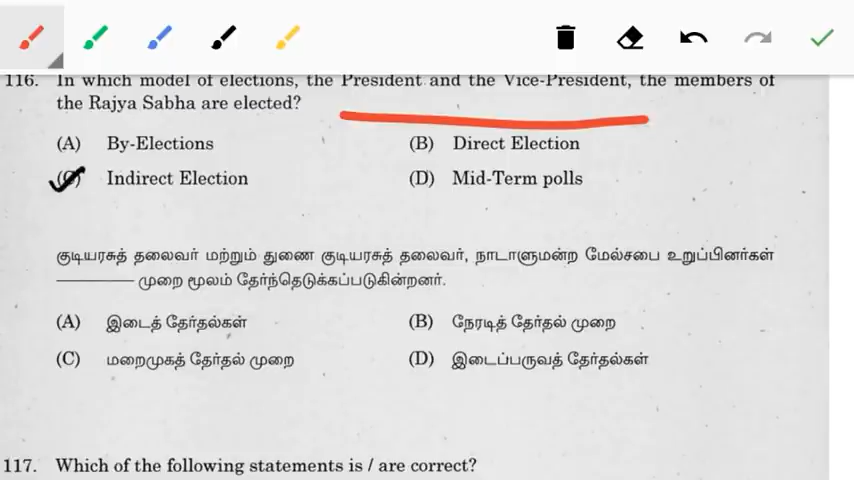 116. In which model of elections, the President and the Vice-President, the members of
the Rajya Sabha are elected?
(A) By-Elections
(B) Direct Election
(C) Indirect Election
(D) Mid-Term polls
குடியரசுத் தலைவர் மற்றும் துணை குடியரசுத் தலைவர், நாடாளுமன்ற மேல்சபை உறுப்பினர்கள்
———— முறை மூலம் தேர்ந்தெடுக்கப்படுகின்றனர்.
(A) இடைத் தேர்தல்கள்
(B) நேரடித் தேர்தல் முறை
(C) மறைமுகத் தேர்தல் முறை
(D) இடைப்பருவத் தேர்தல்கள்
117. Which of the following statements is / are correct?